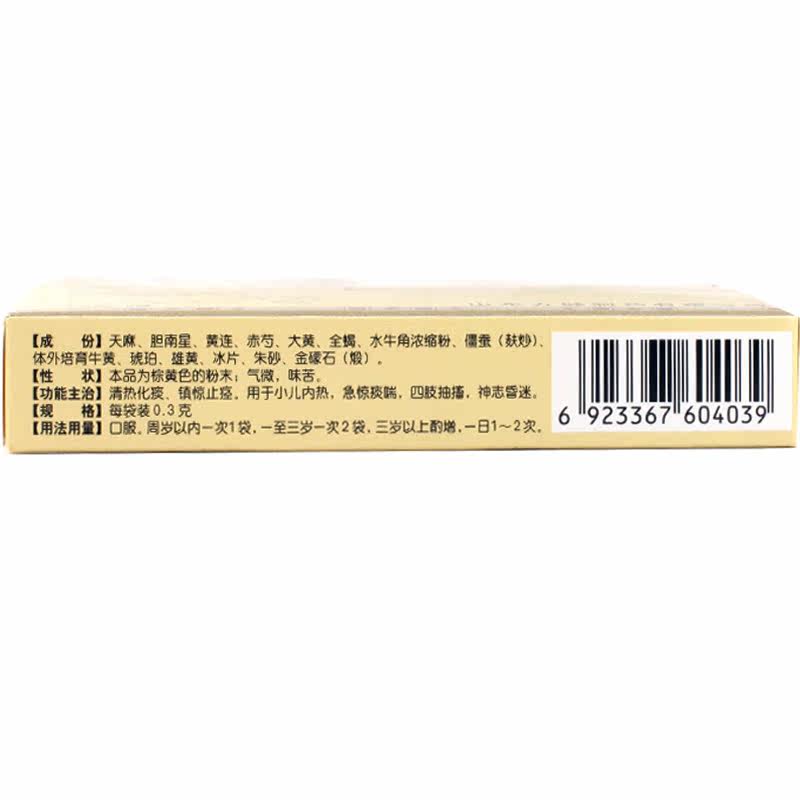 【成　份】天麻、胆南星、黄连、赤芍、大黄、全蝎、水牛角浓缩粉、僵蚕（麸炒）、
体外培育牛黄、琥珀、雄黄、冰片、朱砂、金礞石（煅）。
【性　状】本品为棕黄色的粉末；气微，味苦。
【功能主治】清热化痰、镇惊止痉。用于小儿内热，急惊痰喘，四肢抽搐，神志昏迷。
【规　格】每袋装0.3克
【用法用量】口服。周岁以内一次1袋，一至三岁一次2袋，三岁以上酌增，一日1～2次。
6 923367 604039